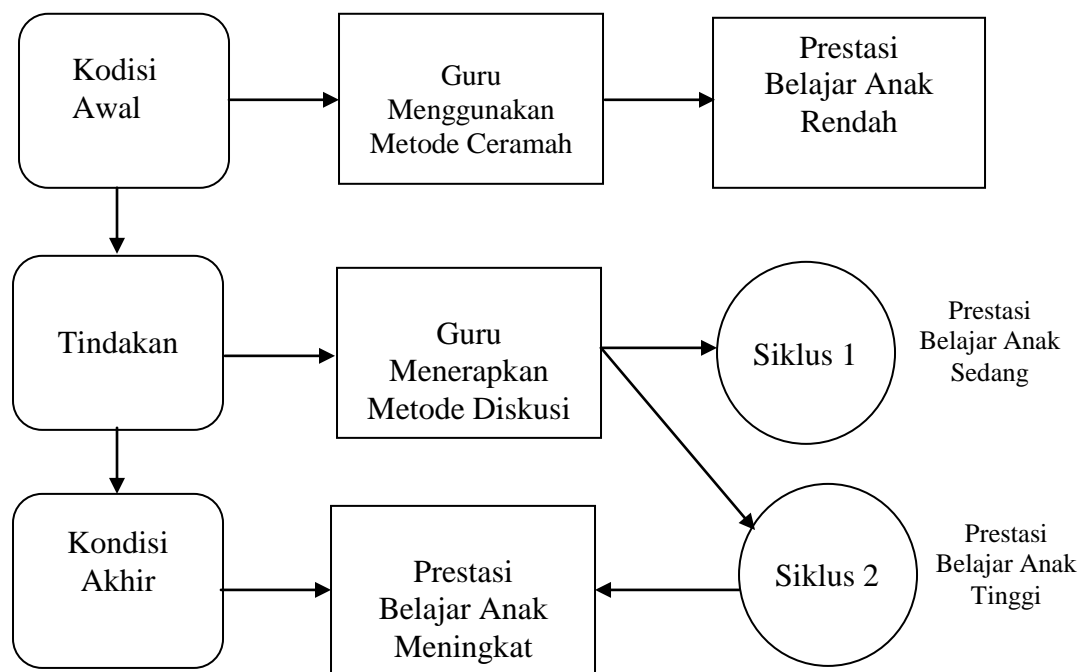 Kodisi
Awal
Guru
Menggunakan
Metode Ceramah
Prestasi
Belajar Anak
Rendah
Tindakan
Guru
Menerapkan
Metode Diskusi
Siklus 1
Prestasi
Belajar Anak
Sedang
Kondisi
Akhir
Prestasi
Belajar Anak
Meningkat
Siklus 2
Prestasi
Belajar Anak
Tinggi